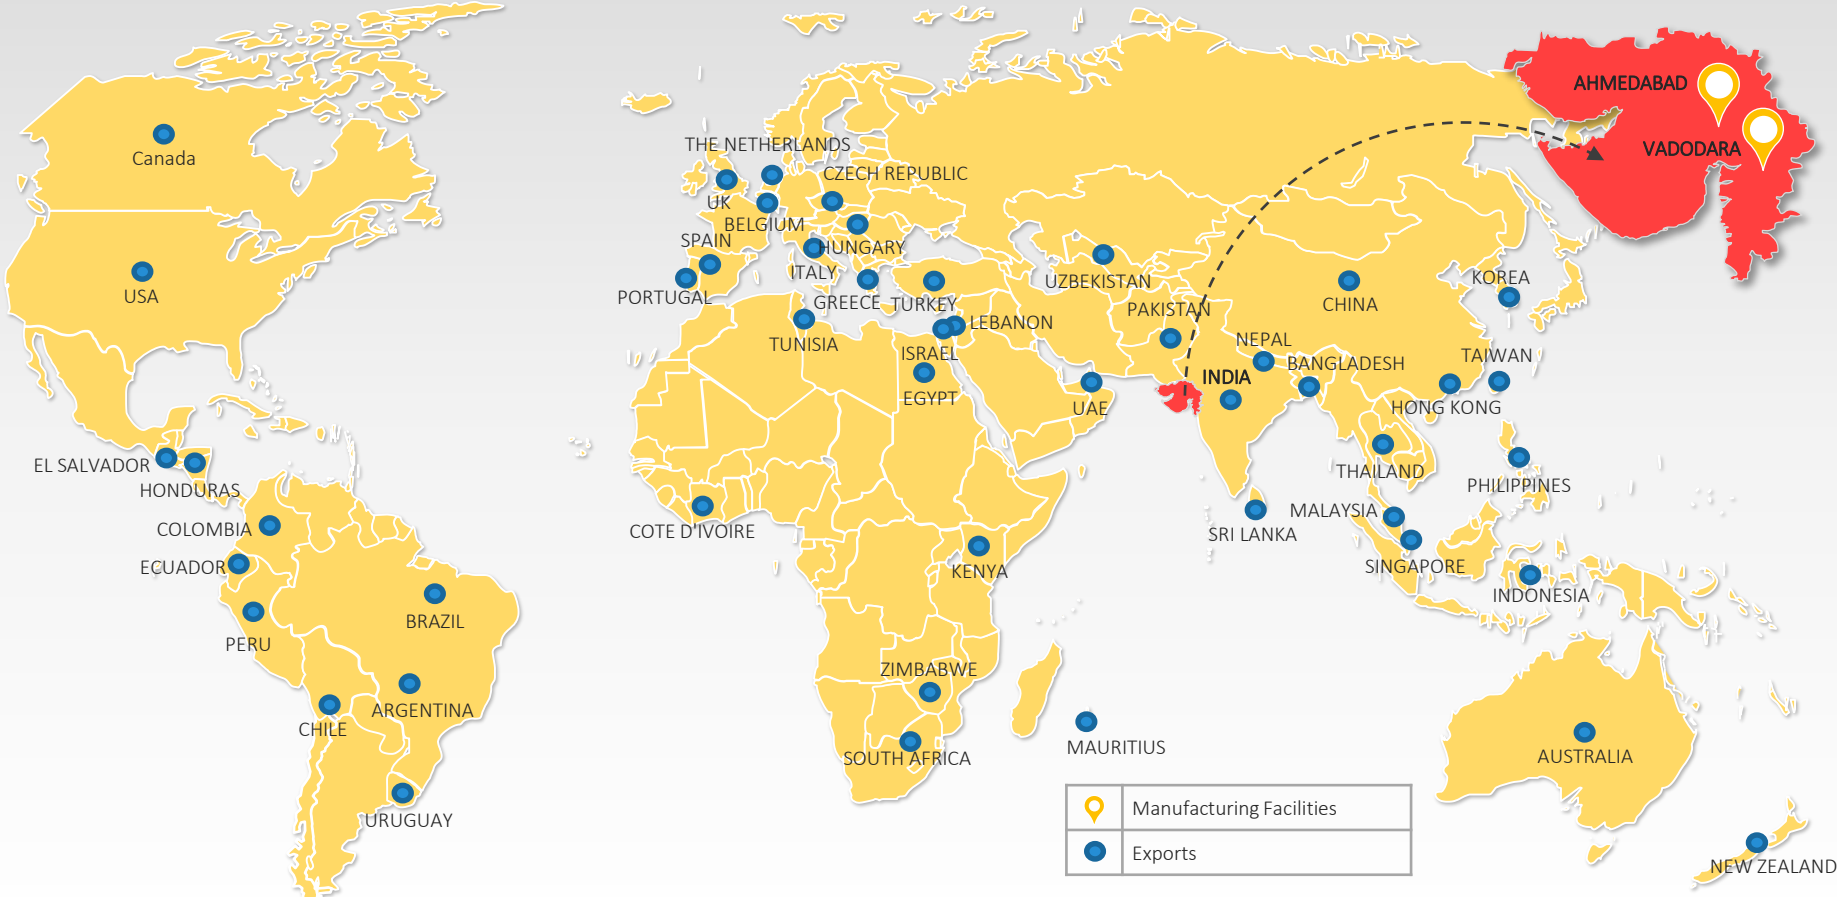 AHMEDABAD
VADODARA
Canada
THE NETHERLANDS
CZECH REPUBLIC
UK
BELGIUM
SPAIN
HUNGARY
ITALY
UZBEKISTAN
KOREA
USA
PORTUGAL
GREECE
TURKEY
PAKISTAN
CHINA
LEBANON
TUNISIA
ISRAEL
NEPAL
TAIWAN
BANGLADESH
INDIA
EGYPT
UAE
HONG KONG
EL SALVADOR
THAILAND
HONDURAS
PHILIPPINES
MALAYSIA
COLOMBIA
COTE D'IVOIRE
SRI LANKA
ECUADOR
KENYA
SINGAPORE
INDONESIA
BRAZIL
PERU
ZIMBABWE
ARGENTINA
CHILE
MAURITIUS
SOUTH AFRICA
AUSTRALIA
Manufacturing Facilities
URUGUAY
Exports
NEW ZEALAND